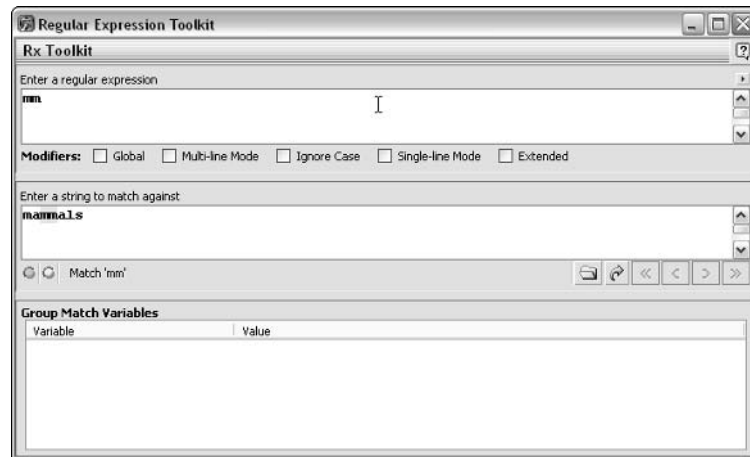 Regular Expression Toolkit
Rx Toolkit
Enter a regular expression
mm
Modifiers: Global Multi-line Mode Ignore Case Single-line Mode Extended
Enter a string to match against
mammals
Match 'mm'
Group Match Variables
Variable Value